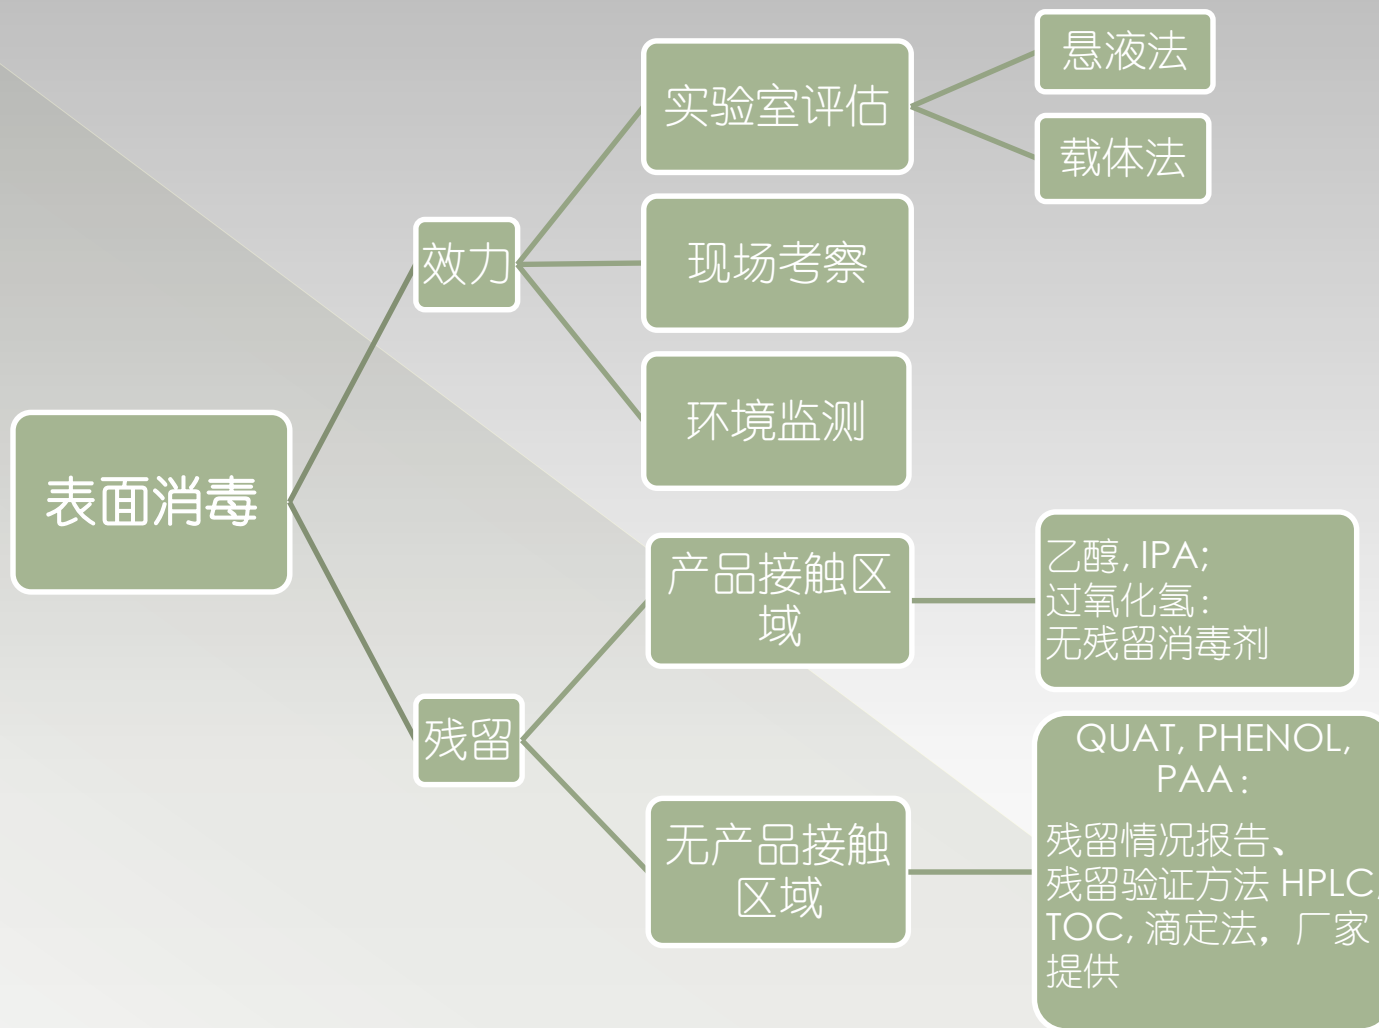 表面消毒
效力
实验室评估
悬液法
载体法
现场考察
环境监测
残留
产品接触区
域
乙醇, IPA;
过氧化氢:
无残留消毒剂
无产品接触
区域
QUAT, PHENOL,
PAA :
残留情况报告、
残留验证方法 HPLC,
TOC, 滴定法，厂家
提供